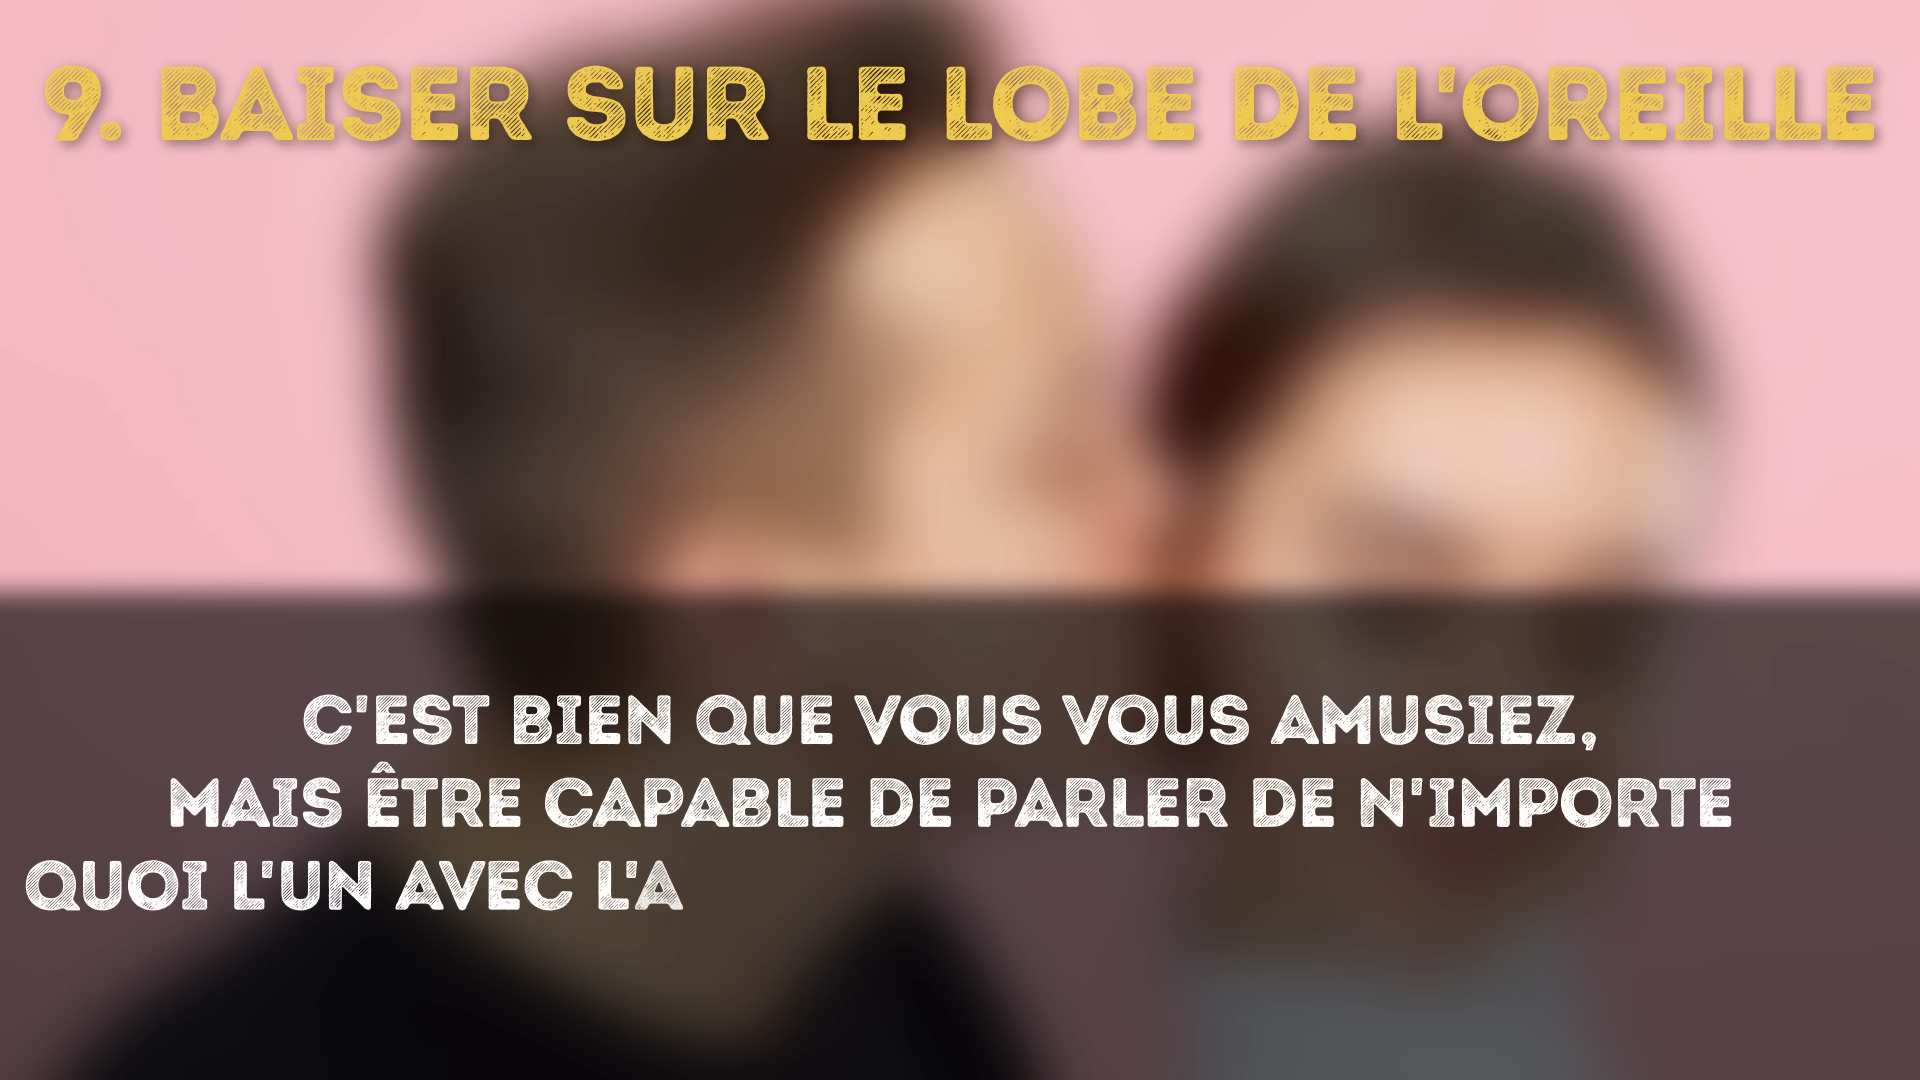 9. BAISER SUR LE LOBE DE L'OREILLE
C'EST BIEN QUE VOUS VOUS AMUSIEZ,
MAIS ÊTRE CAPABLE DE PARLER DE N'IMPORTE
QUOI L'UN AVEC L'A